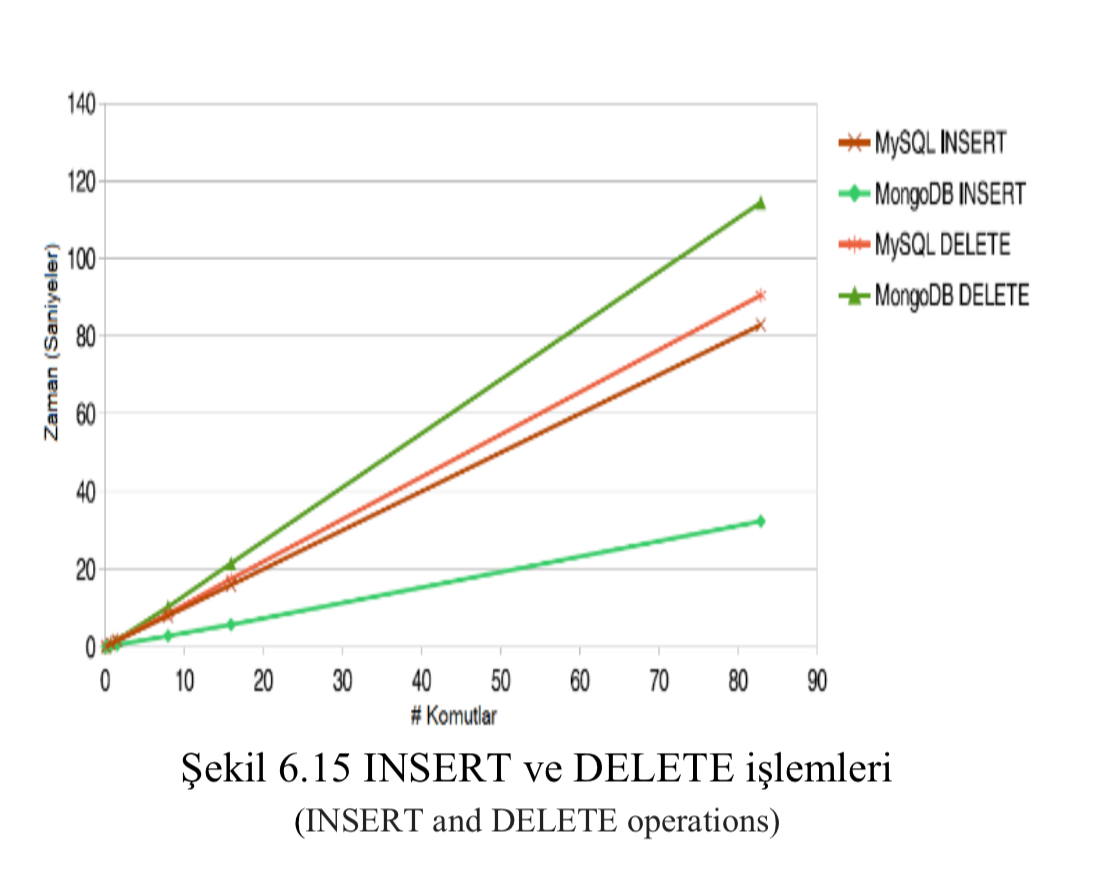 140
120
100
80
60
40
20
0
Zaman (Saniyeler)
0 10 20 30 40 50 60 70 80 90
# Komutlar
MySQL INSERT
MongoDB INSERT
MySQL DELETE
MongoDB DELETE
Şekil 6.15 INSERT ve DELETE işlemleri
(INSERT and DELETE operations)